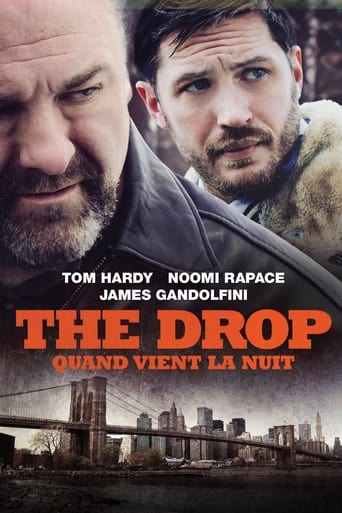 TOM HARDY NOOMI RAPACE
JAMES GANDOLFINI
THE DROP
QUAND VIENT LA NUIT